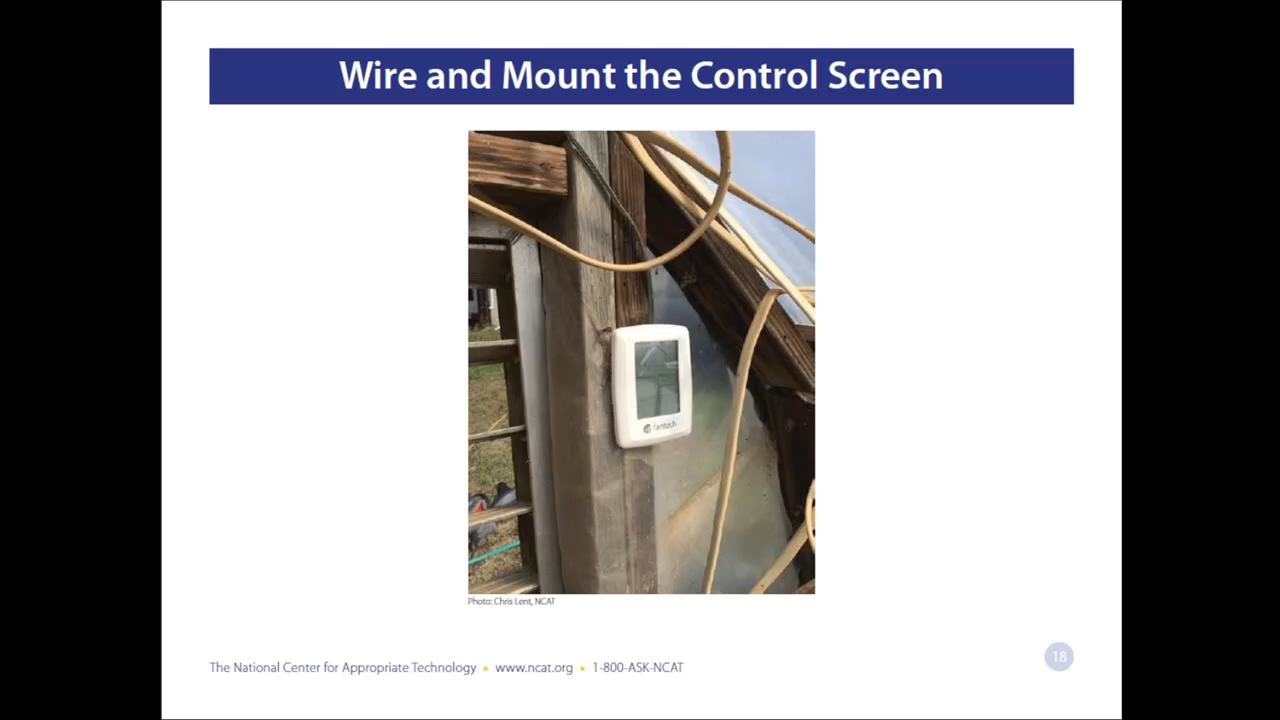 Wire and Mount the Control Screen
fantech
Photo: Chris Lent, NCAT
The National Center for Appropriate Technology • www.ncat.org • 1-800-ASK-NCAT
18